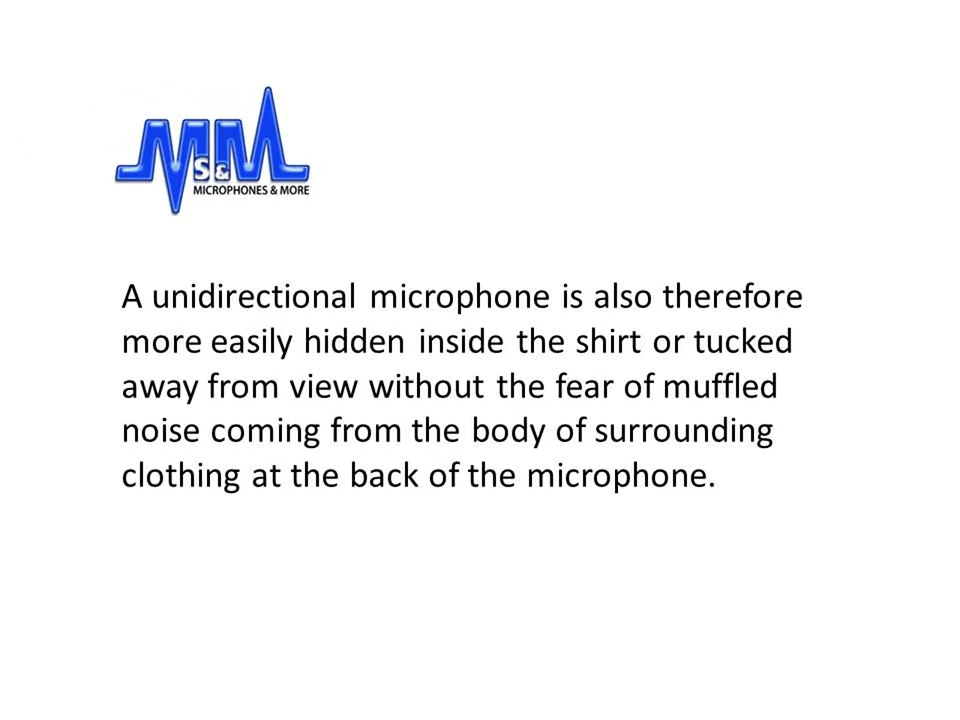 MS&M
MICROPHONES & MORE
A unidirectional microphone is also therefore
more easily hidden inside the shirt or tucked
away from view without the fear of muffled
noise coming from the body of surrounding
clothing at the back of the microphone.